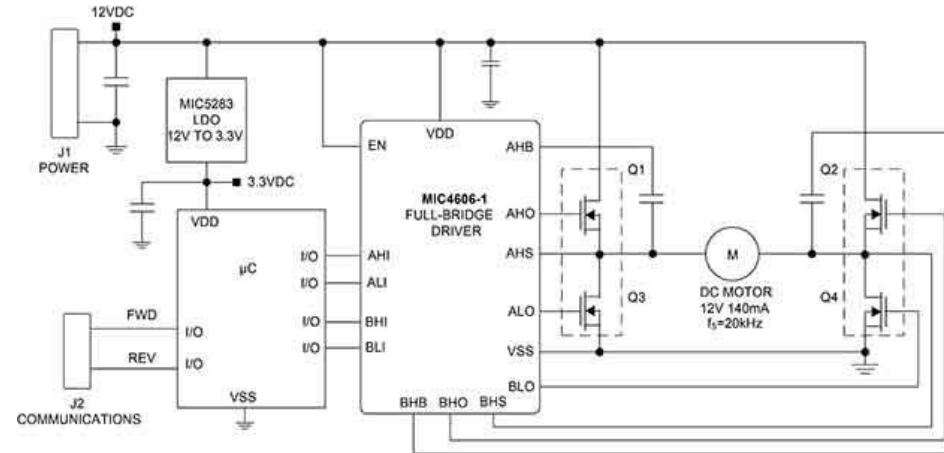 12VDC
J1
POWER
MIC5283
LDO
12V TO 3.3V
3.3VDC
VDD
µC
I/O
I/O
I/O
I/O
I/O
I/O
VSS
FWD
REV
J2
COMMUNICATIONS
VDD
EN
MIC4606-1
FULL-BRIDGE
DRIVER
AHI
ALI
BHI
BLI
AHB
AHO
AHS
ALO
VSS
BLO
BHB BHO BHS
Q1
Q3
M
DC MOTOR
12V 140mA
fS=20kHz
Q2
Q4